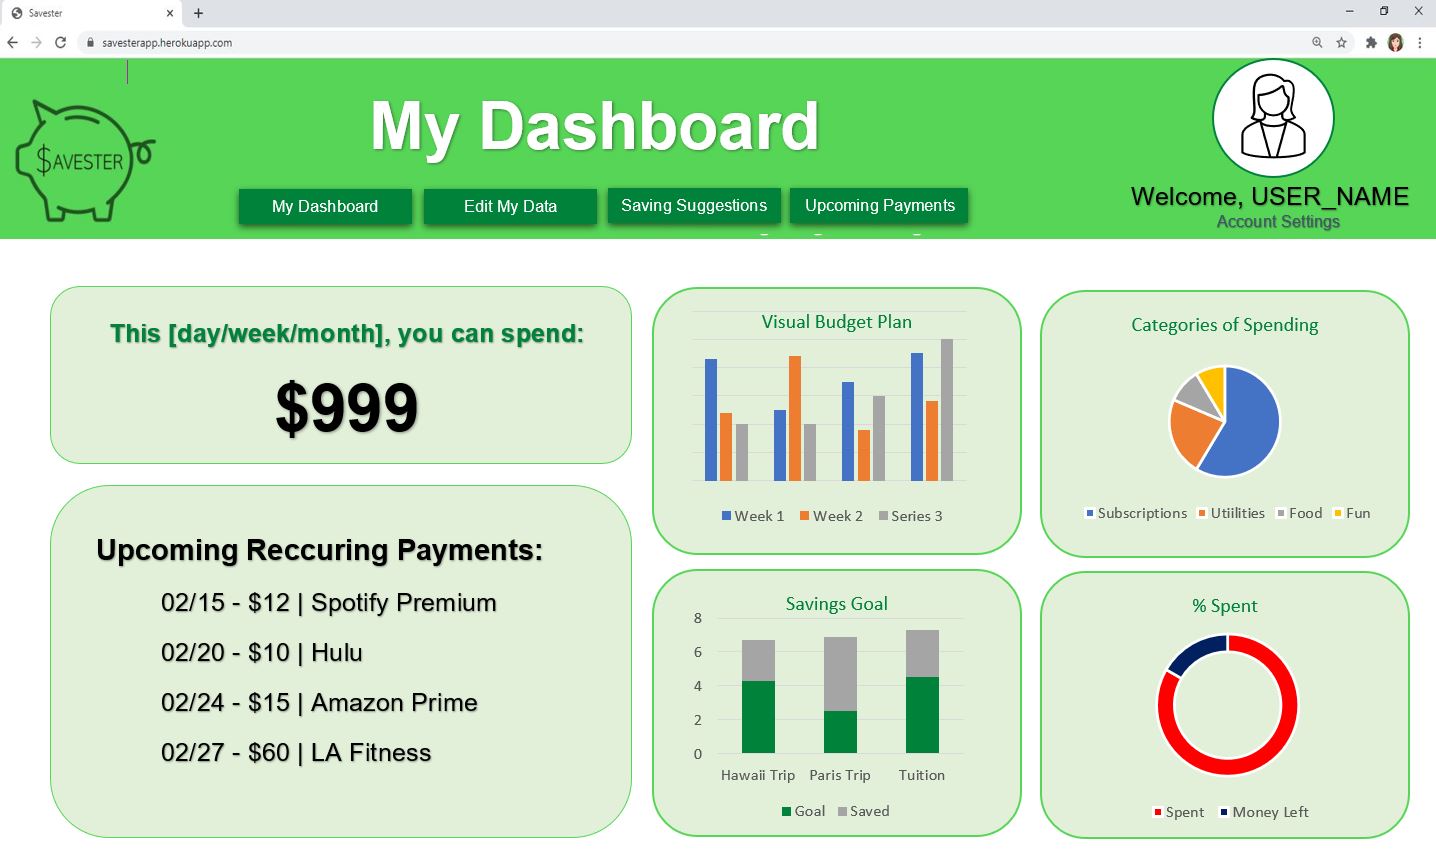 Savester
savesterapp.herokuapp.com
$AVESTER
My Dashboard
My Dashboard
Edit My Data
Saving Suggestions
Upcoming Payments
Welcome, USER_NAME
Account Settings
This [day/week/month], you can spend:
$999
Upcoming Reccuring Payments:
02/15 - $12 | Spotify Premium
02/20 - $10 | Hulu
02/24 - $15 | Amazon Prime
02/27 - $60 | LA Fitness
Visual Budget Plan
Week 1 Week 2 Series 3
Categories of Spending
Subscriptions Utiilities Food Fun
Savings Goal
8
6
4
2
0
Hawaii Trip Paris Trip Tuition
Goal Saved
% Spent
Spent Money Left